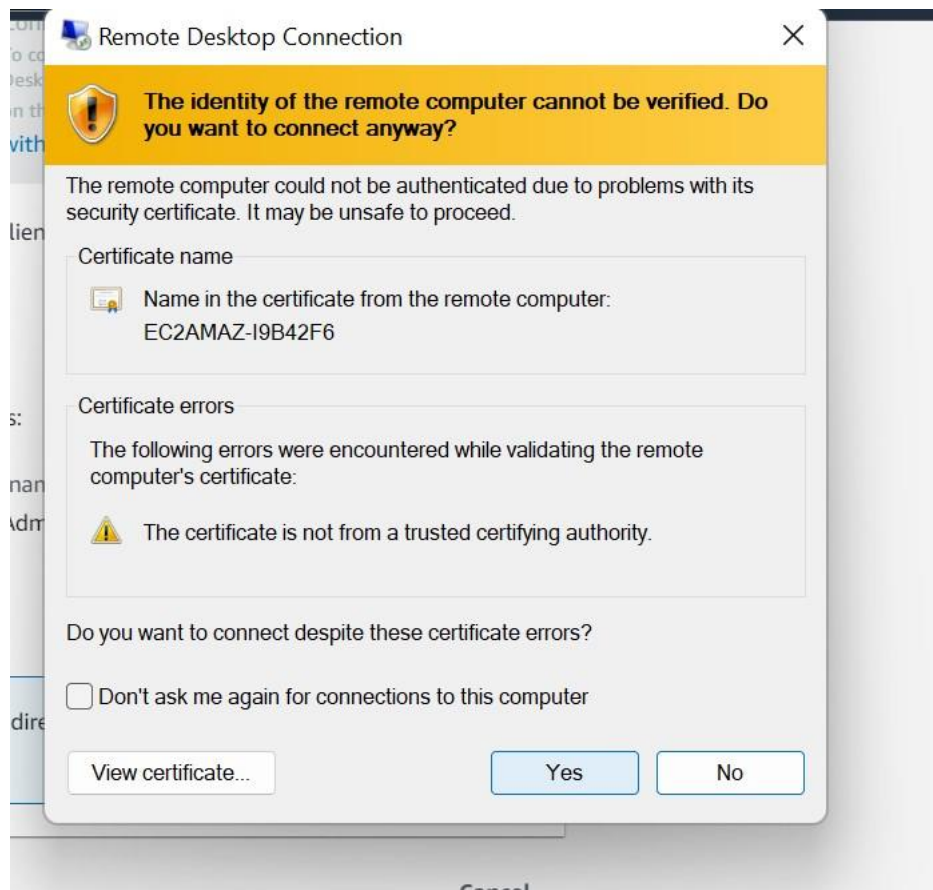 Remote Desktop Connection
The identity of the remote computer cannot be verified. Do
you want to connect anyway?
The remote computer could not be authenticated due to problems with its
security certificate. It may be unsafe to proceed.
Certificate name
Name in the certificate from the remote computer:
EC2AMAZ-I9B42F6
Certificate errors
The following errors were encountered while validating the remote
computer's certificate:
The certificate is not from a trusted certifying authority.
Do you want to connect despite these certificate errors?
Don't ask me again for connections to this computer
View certificate...
Yes
No